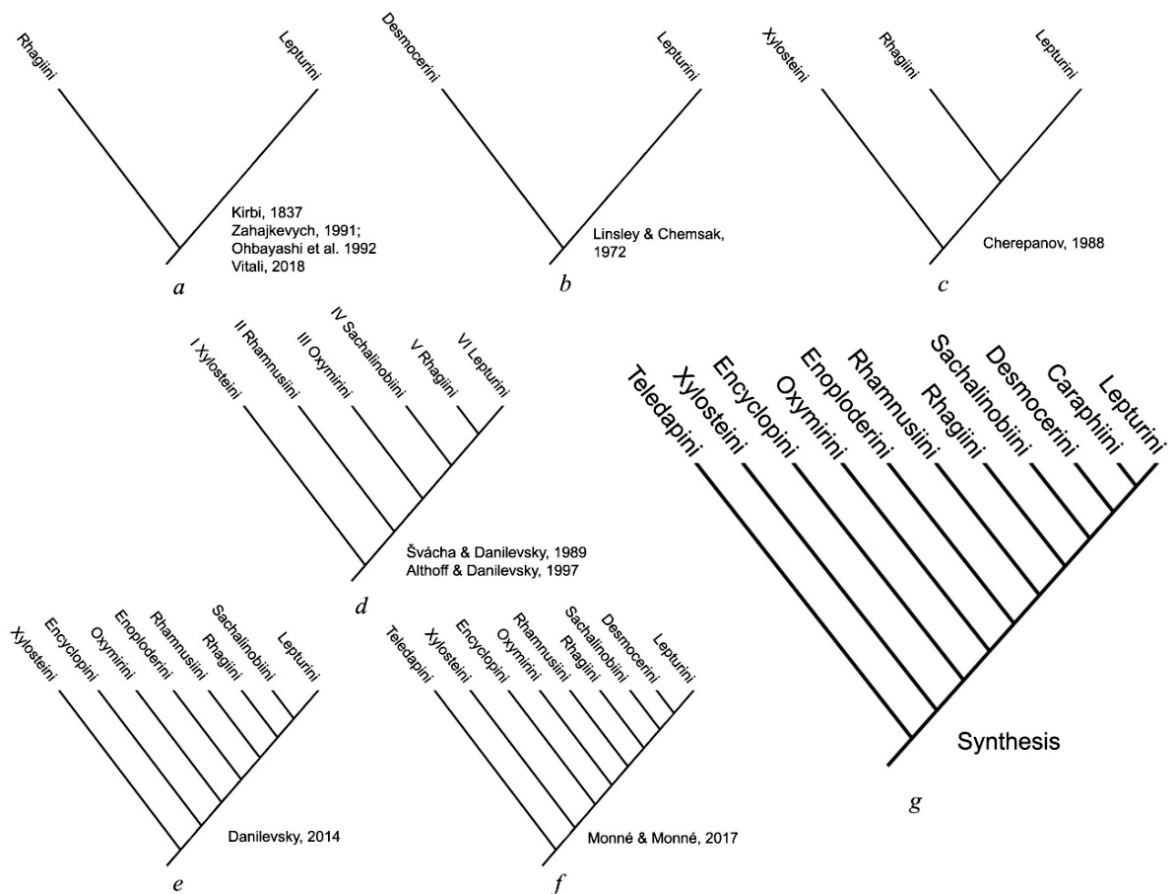 Rhagiini
Lepturini
Kirbi, 1837
Zahajkevych, 1991;
Ohbayashi et al. 1992
Vitali, 2018
a
Desmocerini
Lepturini
Linsley & Chemsak,
1972
b
Xylosteini
Rhagiini
Lepturini
Cherepanov, 1988
c
I Xylosteini
II Rhamnusiini
III Oxymirini
IV Sachalinobiini
V Rhagiini
VI Lepturini
Švácha & Danilevsky, 1989
Althoff & Danilevsky, 1997
d
Xylosteini
Encyclopini
Oxymirini
Enoploderini
Rhamnusiini
Rhagiini
Sachalinobiini
Lepturini
Danilevsky, 2014
e
Teledapini
Xylosteini
Encyclopini
Oxymirini
Rhamnusiini
Rhagiini
Sachalinobiini
Desmocerini
Lepturini
Monné & Monné, 2017
f
Teledapini
Xylosteini
Encyclopini
Oxymirini
Enoploderini
Rhamnusiini
Rhagiini
Sachalinobiini
Desmocerini
Caraphiini
Lepturini
Synthesis
g